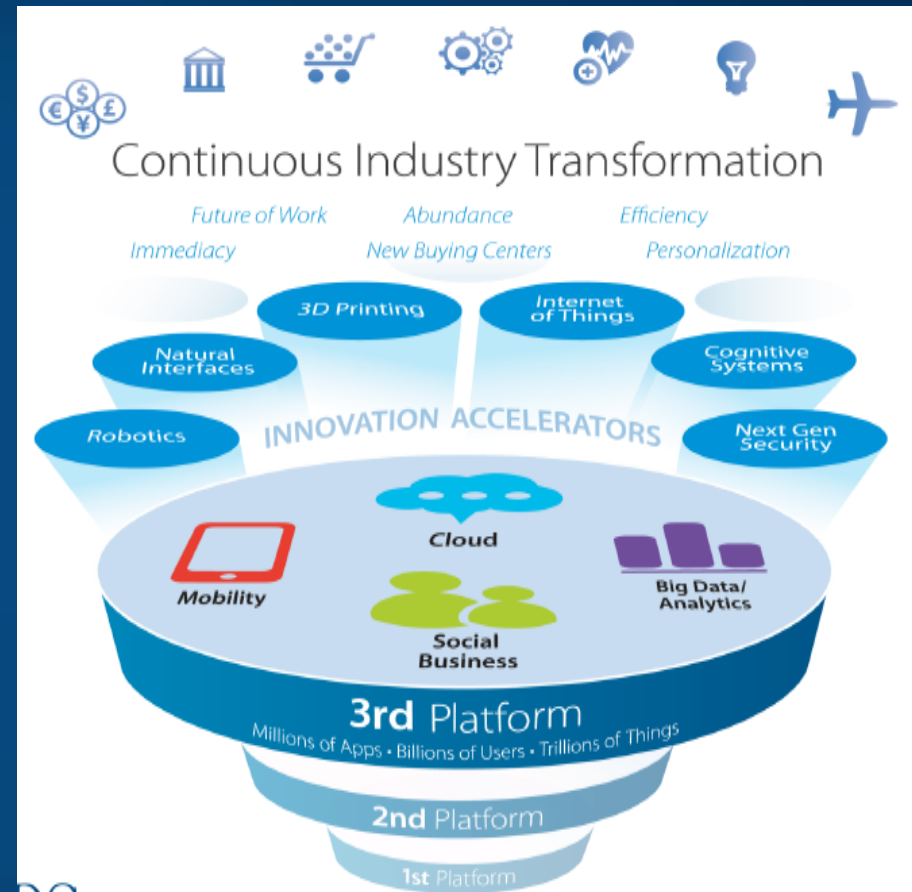 Continuous Industry Transformation
Future of Work Abundance Efficiency
Immediacy New Buying Centers Personalization
3D Printing
Internet
of Things
Natural
Interfaces
Cognitive
Systems
Robotics
INNOVATION ACCELERATORS
Next Gen
Security
Cloud
Mobility
Big Data/
Analytics
Social
Business
3rd Platform
Millions of Apps • Billions of Users • Trillions of Things
2nd Platform
1st Platform